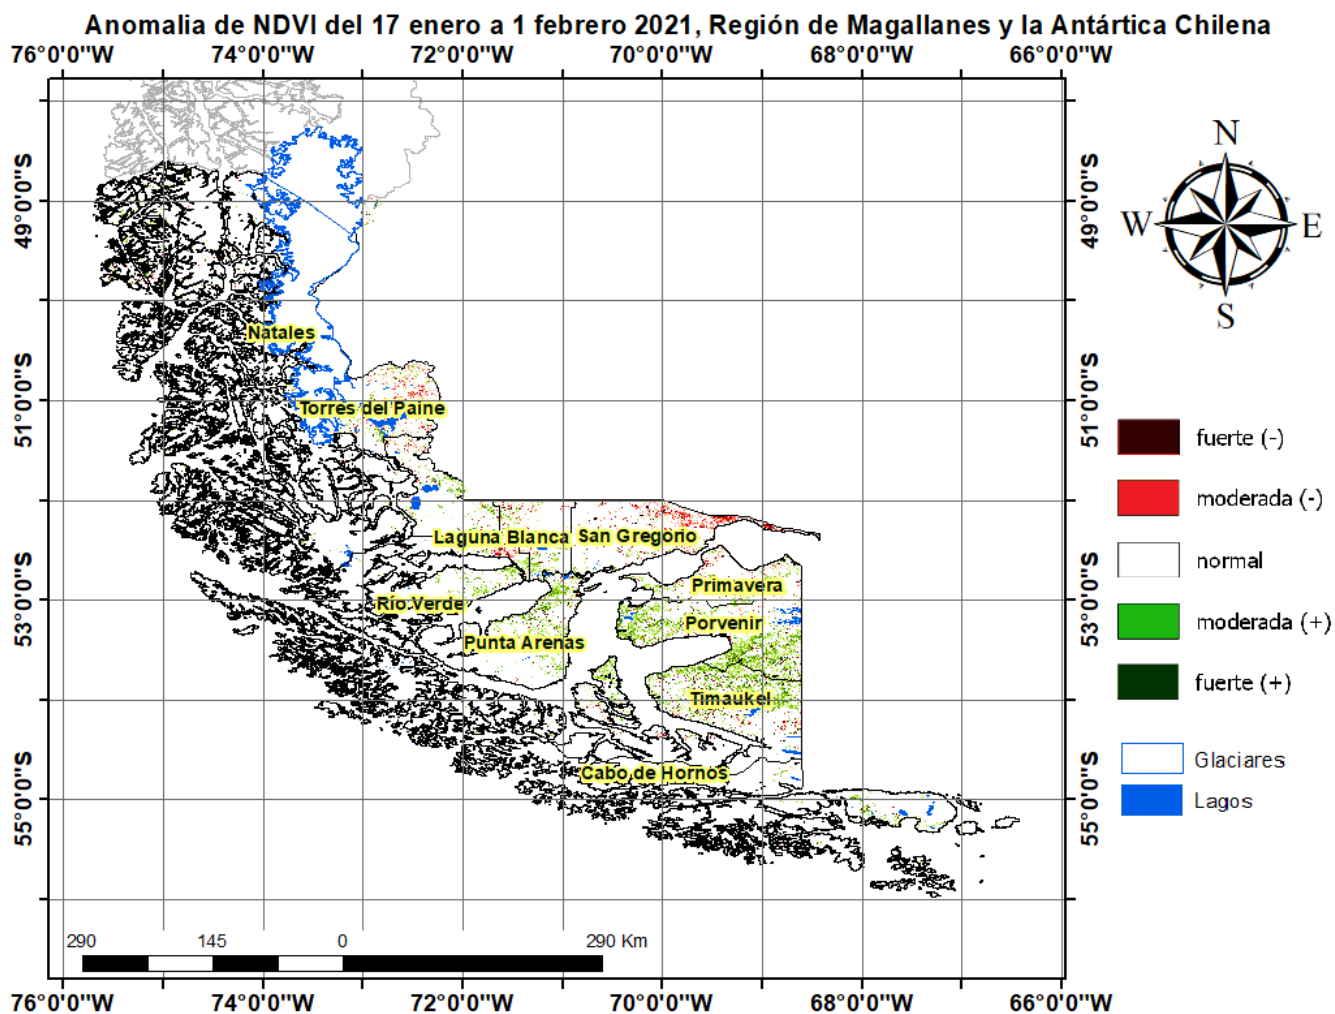 Anomalia de NDVI del 17 enero a 1 febrero 2021, Región de Magallanes y la Antártica Chilena
76°0'0"W 74°0'0"W 72°0'0"W 70°0'0"W 68°0'0"W 66°0'0"W
N
W E
S
49°0'0"S 49°0'0"S
Natales
51°0'0"S 51°0'0"S
Torres del Paine
fuerte (-)
moderada (-)
Laguna Blanca San Gregorio
normal
Primavera
53°0'0"S 53°0'0"S
Río Verde
Porvenir
moderada (+)
Punta Arenas
fuerte (+)
Timaukel
Glaciares
Cabo de Hornos
Lagos
55°0'0"S 55°0'0"S
290 145 0 290 Km
76°0'0"W 74°0'0"W 72°0'0"W 70°0'0"W 68°0'0"W 66°0'0"W